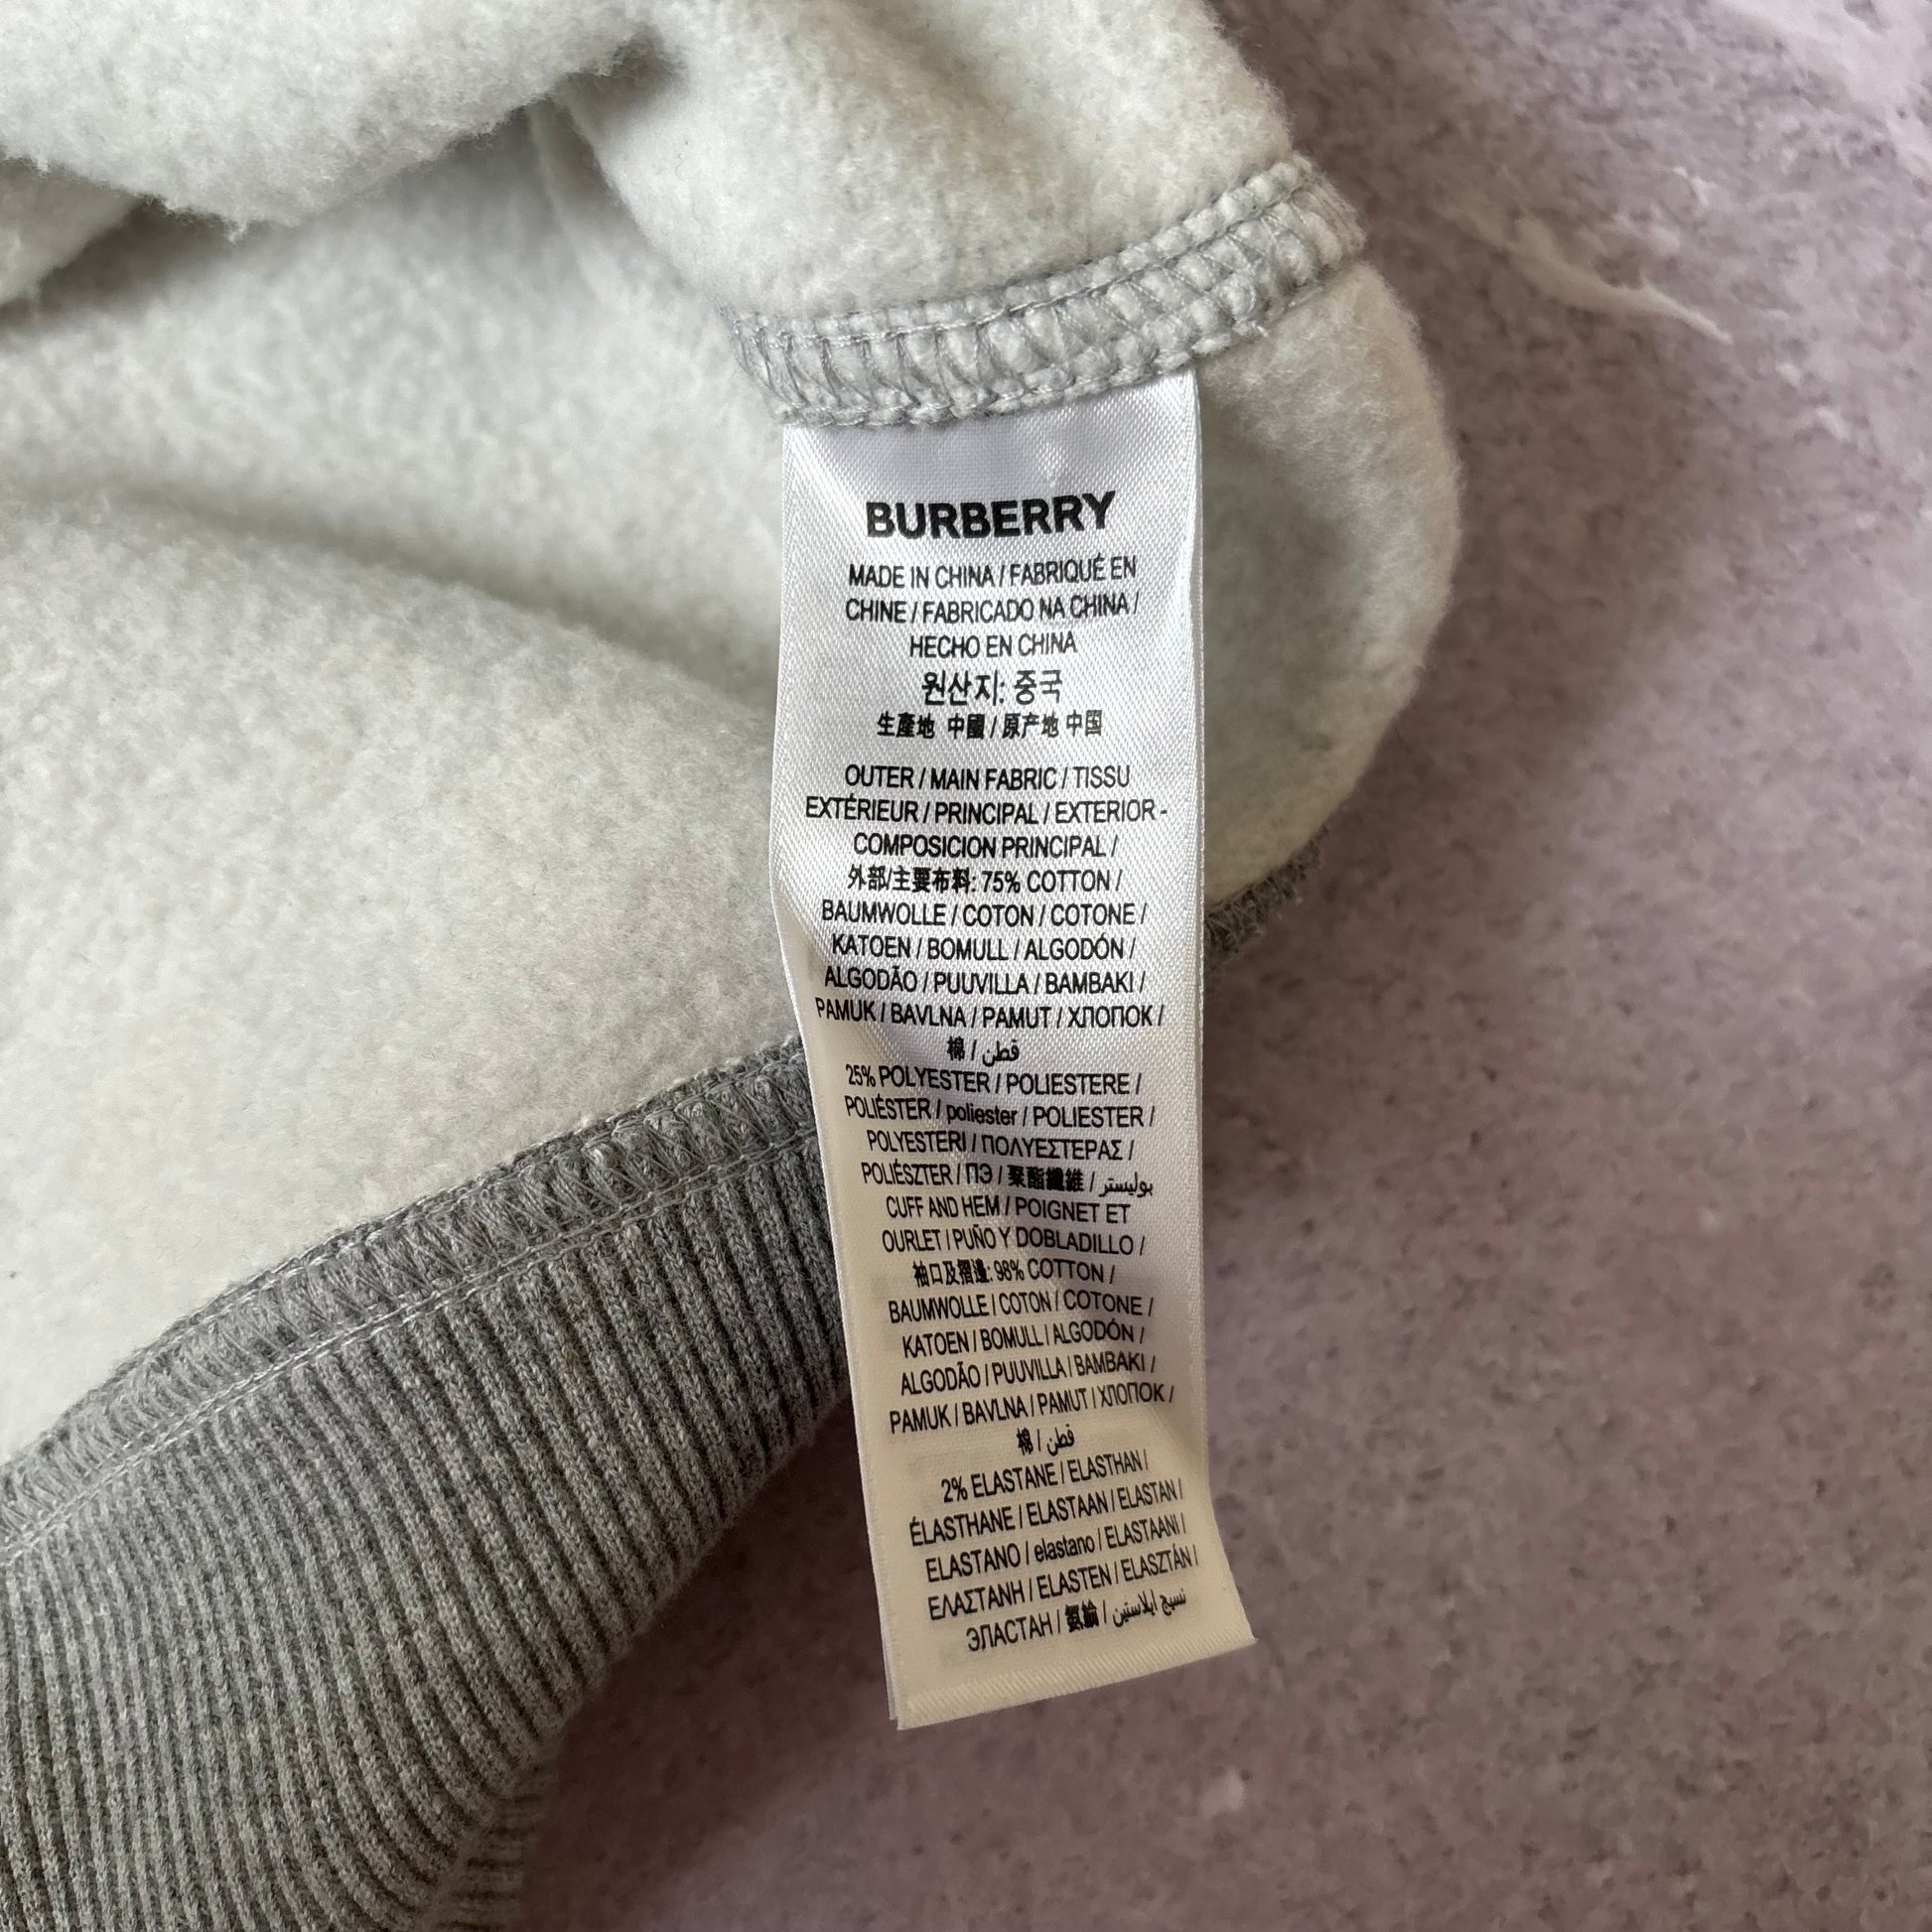 BURBERRY
MADE IN CHINA / FABRIQUÉ EN
CHINE / FABRICADO NA CHINA /
HECHO EN CHINA
원산지: 중국
生產地 中國 / 原产地 中国
OUTER / MAIN FABRIC / TISSU
EXTÉRIEUR / PRINCIPAL / EXTERIOR -
COMPOSICION PRINCIPAL /
外部/主要布料: 75% COTTON /
BAUMWOLLE / COTON / COTONE /
KATOEN / BOMULL / ALGODÓN /
ALGODÃO / PUUVILLA / BAMBAKI /
PAMUK / BAVLNA / PAMUT / ХЛОПОК /
棉 / قطن
25% POLYESTER / POLIESTERE /
POLIÉSTER / poliester / POLIESTER /
POLYESTERI / ΠΟΛΥΕΣΤΕΡΑΣ /
POLIÉSZTER / ПЭ / 聚酯纖維 / بوليستر
CUFF AND HEM / POIGNET ET
OURLET / PUÑO Y DOBLADILLO /
袖口及摺邊: 98% COTTON /
BAUMWOLLE / COTON / COTONE /
KATOEN / BOMULL / ALGODÓN /
ALGODÃO / PUUVILLA / BAMBAKI /
PAMUK / BAVLNA / PAMUT / ХЛОПОК /
棉 / قطن
2% ELASTANE / ELASTHAN /
ÉLASTHANE / ELASTAAN / ELASTAN /
ELASTANO / elastano / ELASTAANI /
ΕΛΑΣΤΑΝΗ / ELASTEN / ELASZTÁN /
ЭЛАСТАН / 氨綸 / نسيج ايلاستين